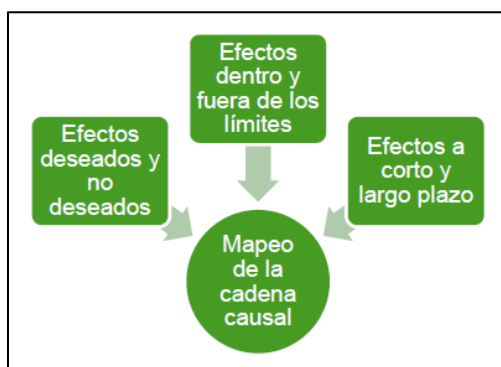 Efectos
deseados y
no
deseados
Efectos
dentro y
fuera de los
límites
Efectos a
corto y
largo plazo
Mapeo
de la
cadena
causal